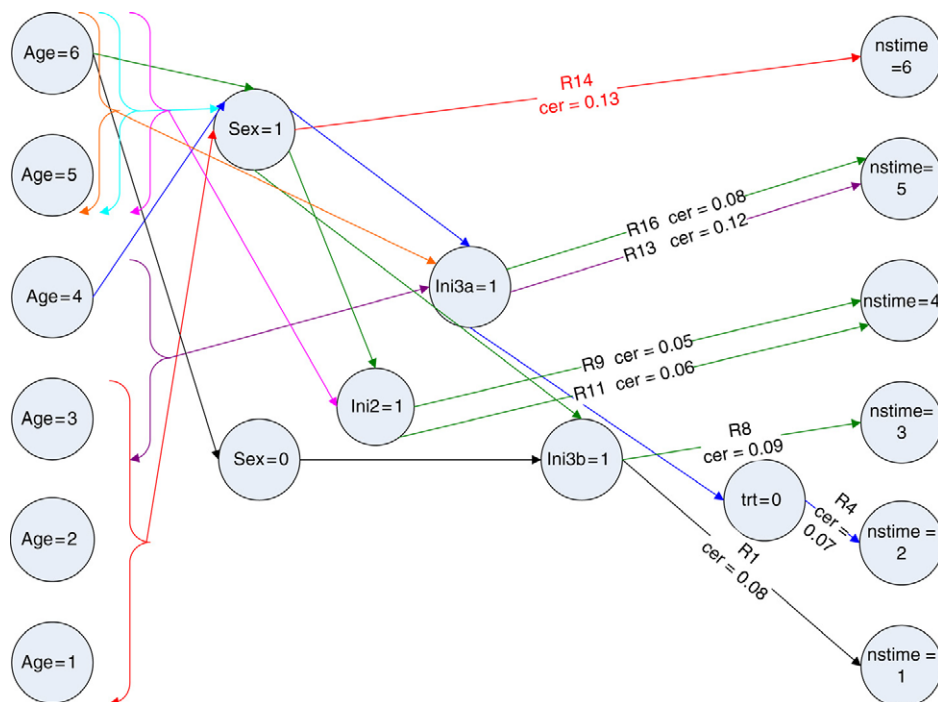 Age=6
Age=5
Age=4
Age=3
Age=2
Age=1
Sex=1
Sex=0
Ini3a=1
Ini2=1
Ini3b=1
trt=0
R14
cer = 0.13
R16 cer = 0.08
R13 cer = 0.12
R9 cer = 0.05
R11 cer = 0.06
R8
cer = 0.09
R4
cer =
0.07
R1
cer = 0.08
nstime
=6
nstime=
5
nstime=4
nstime=
3
nstime =
2
nstime =
1